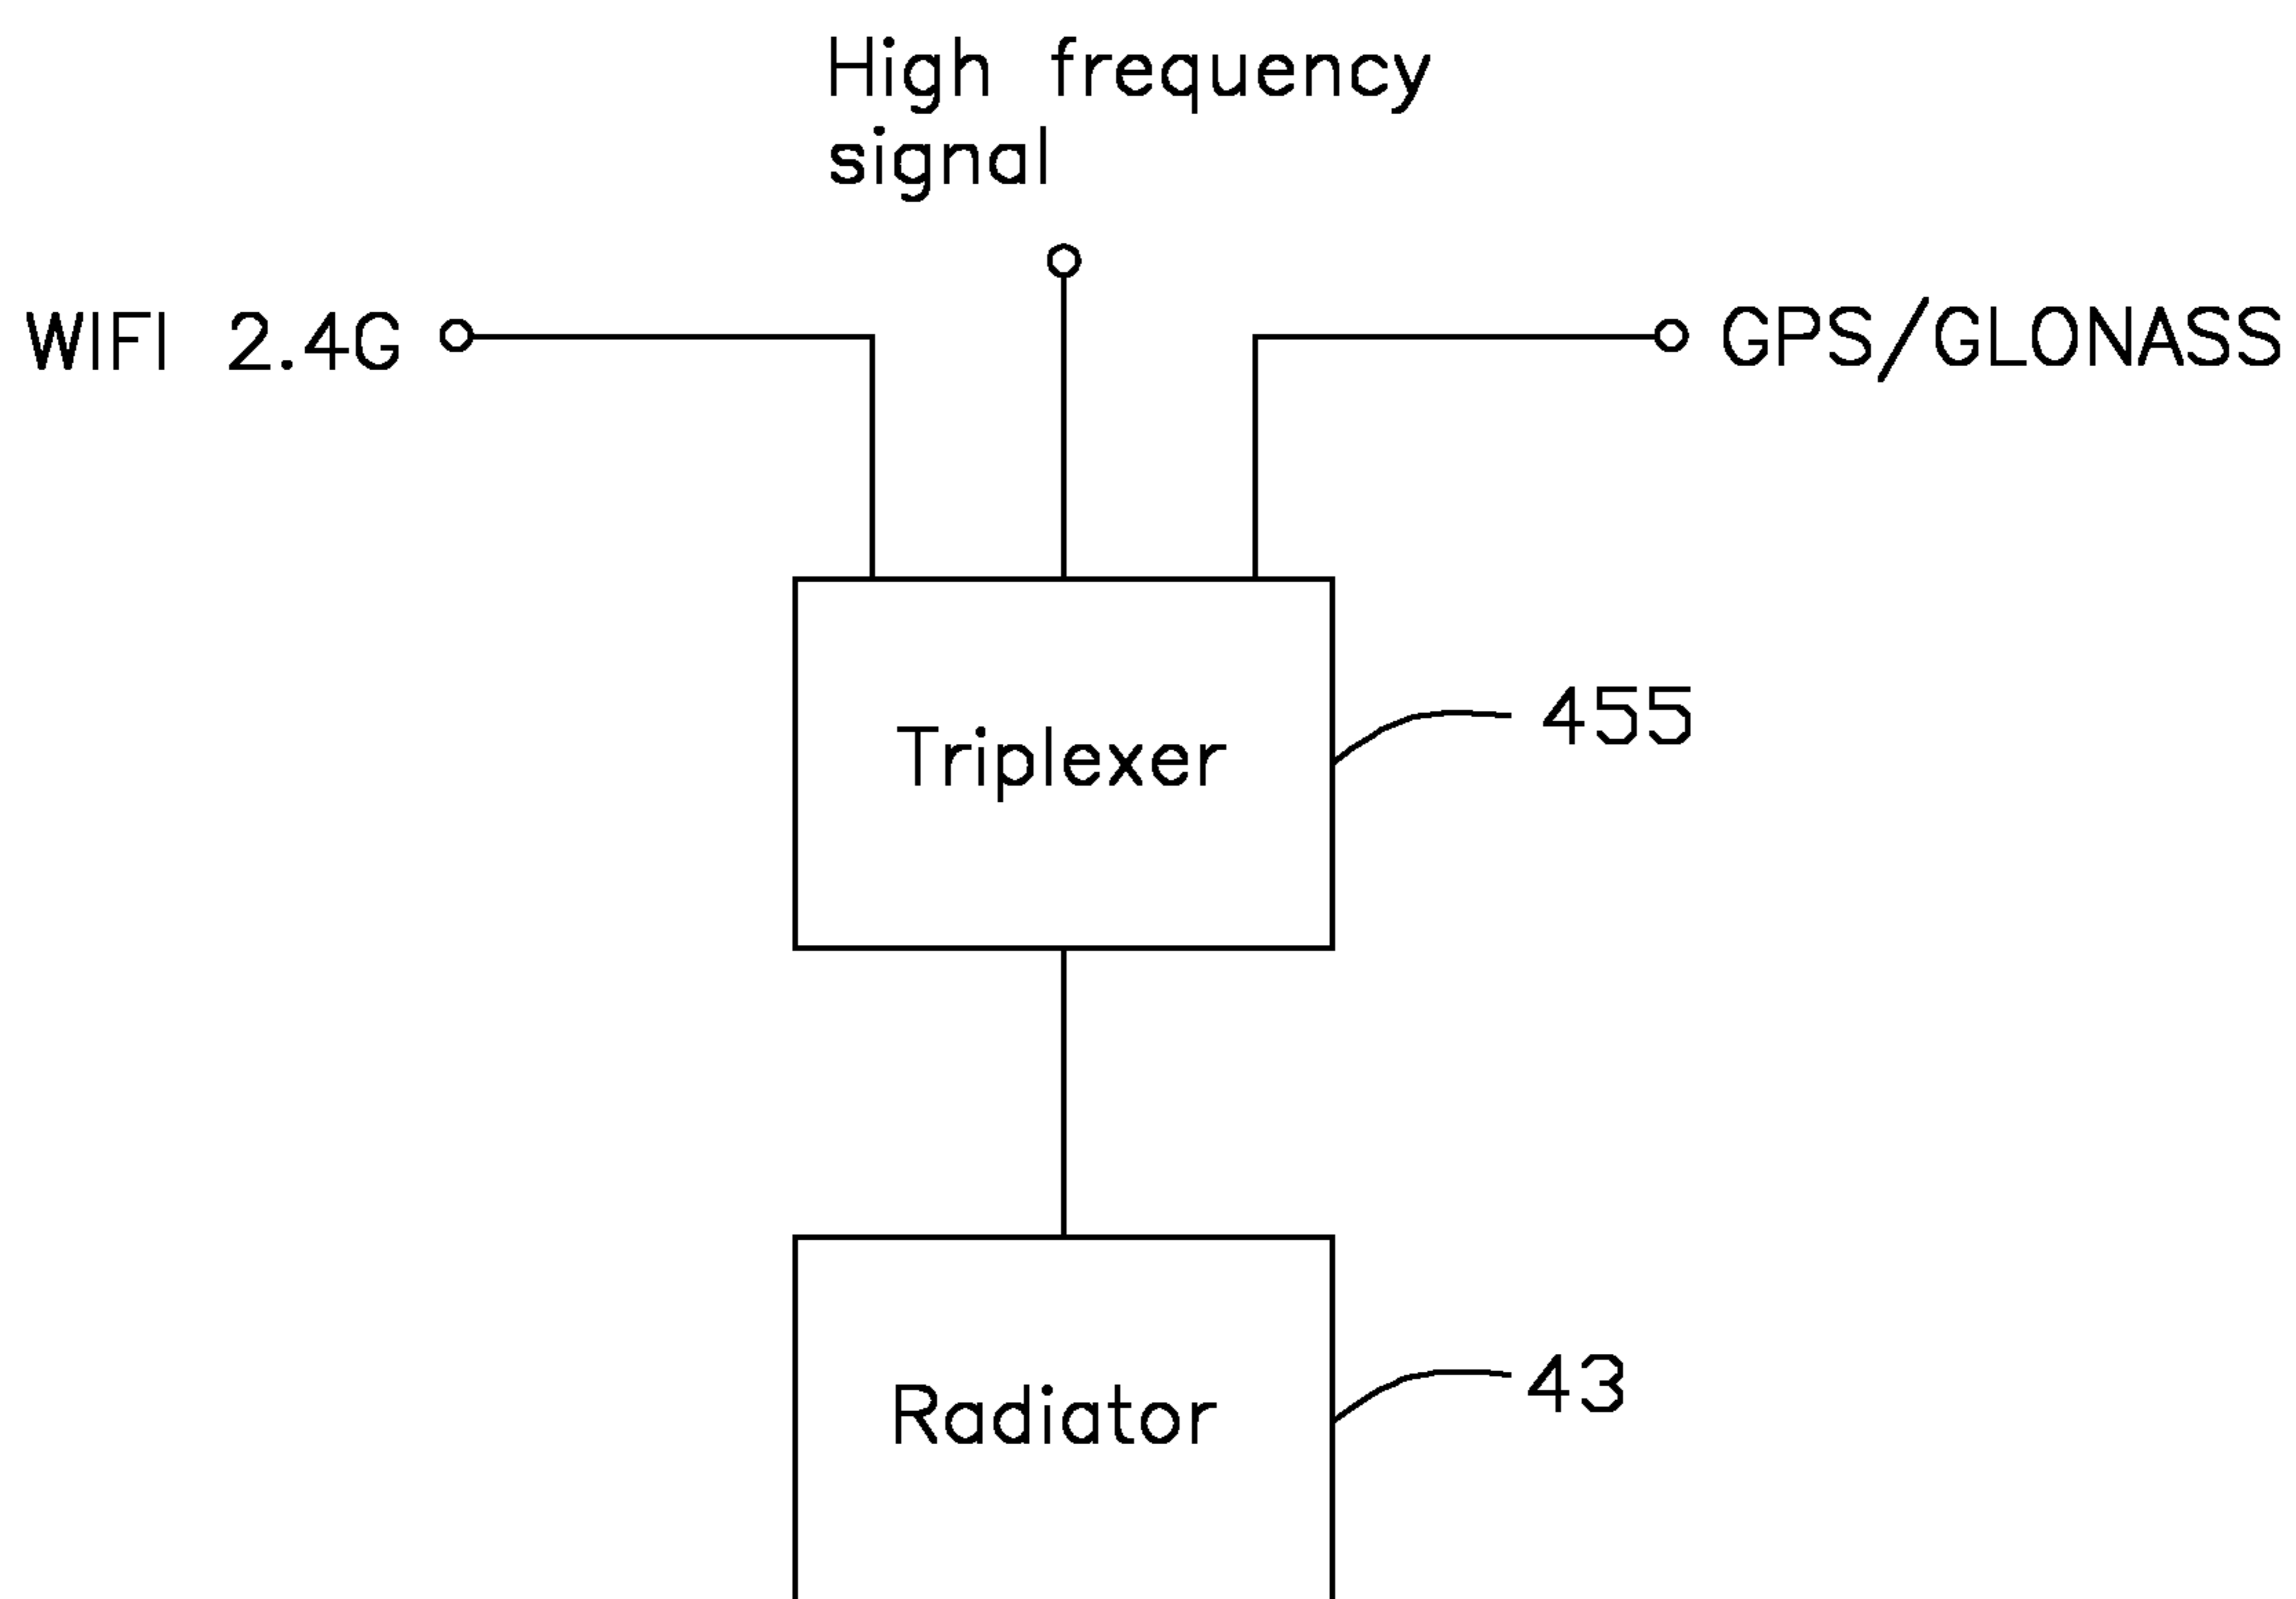 High frequency
signal
WIFI 2.4G
GPS/GLONASS
Triplexer
455
Radiator
43